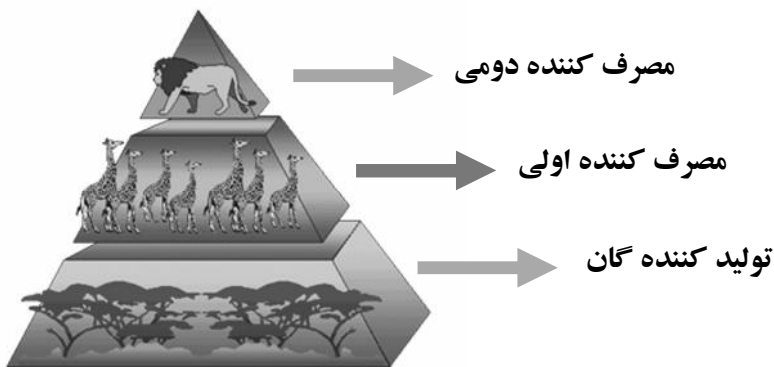 مصرف کننده دومی
مصرف کننده اولی
تولید کننده گان